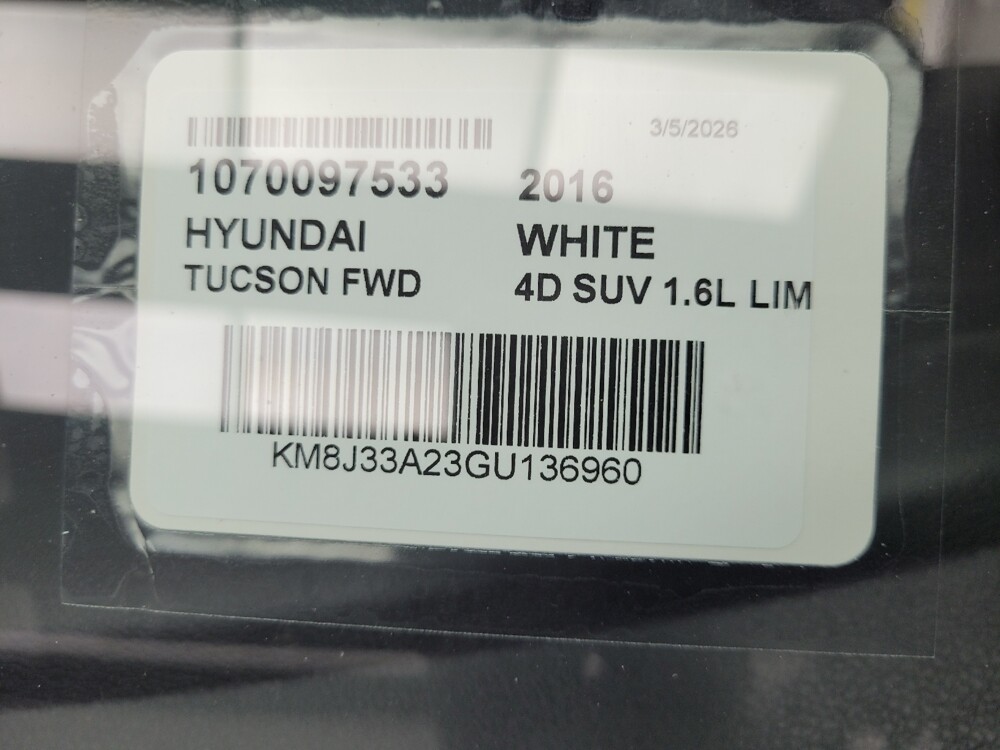 3/5/2026
1070097533 2016
HYUNDAI WHITE
TUCSON FWD 4D SUV 1.6L LIM
KM8J33A23GU136960